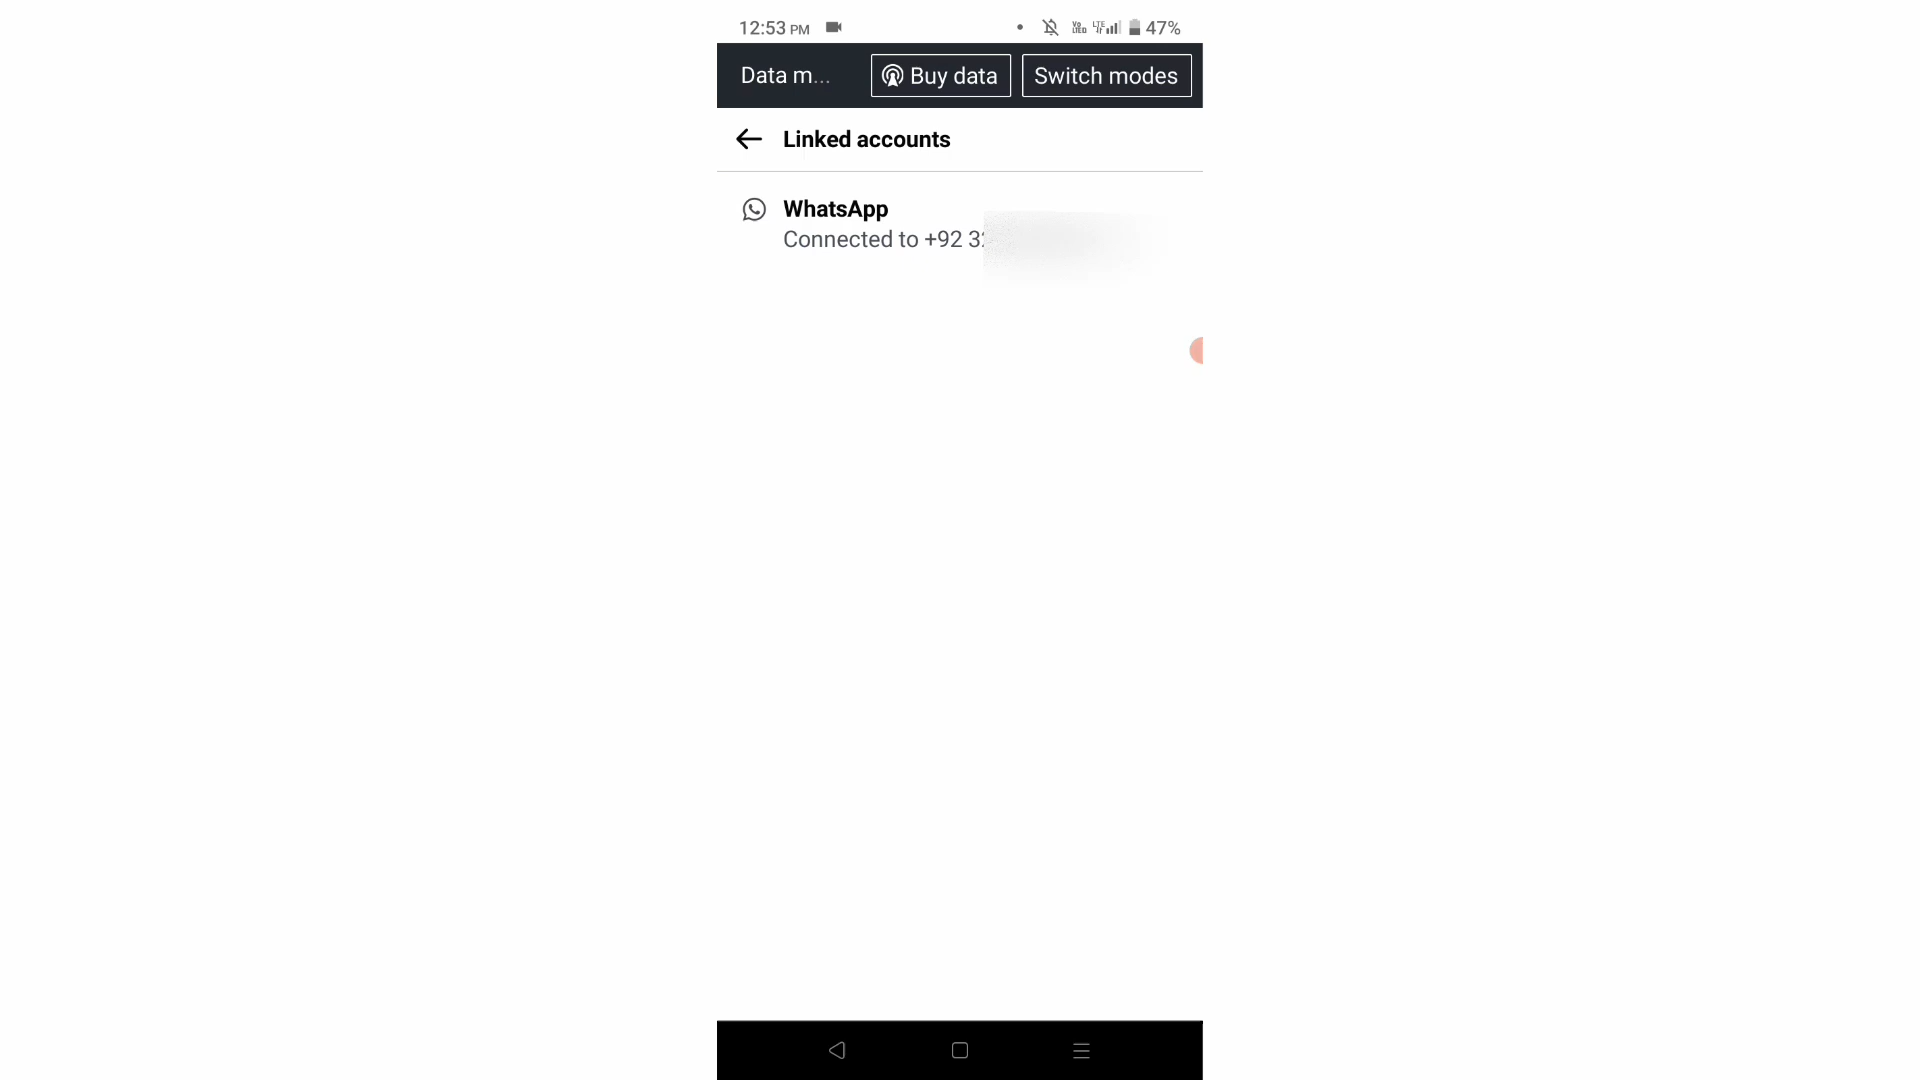 12:53 PM 47%
Data m... Buy data Switch modes
Linked accounts
WhatsApp
Connected to +92 3